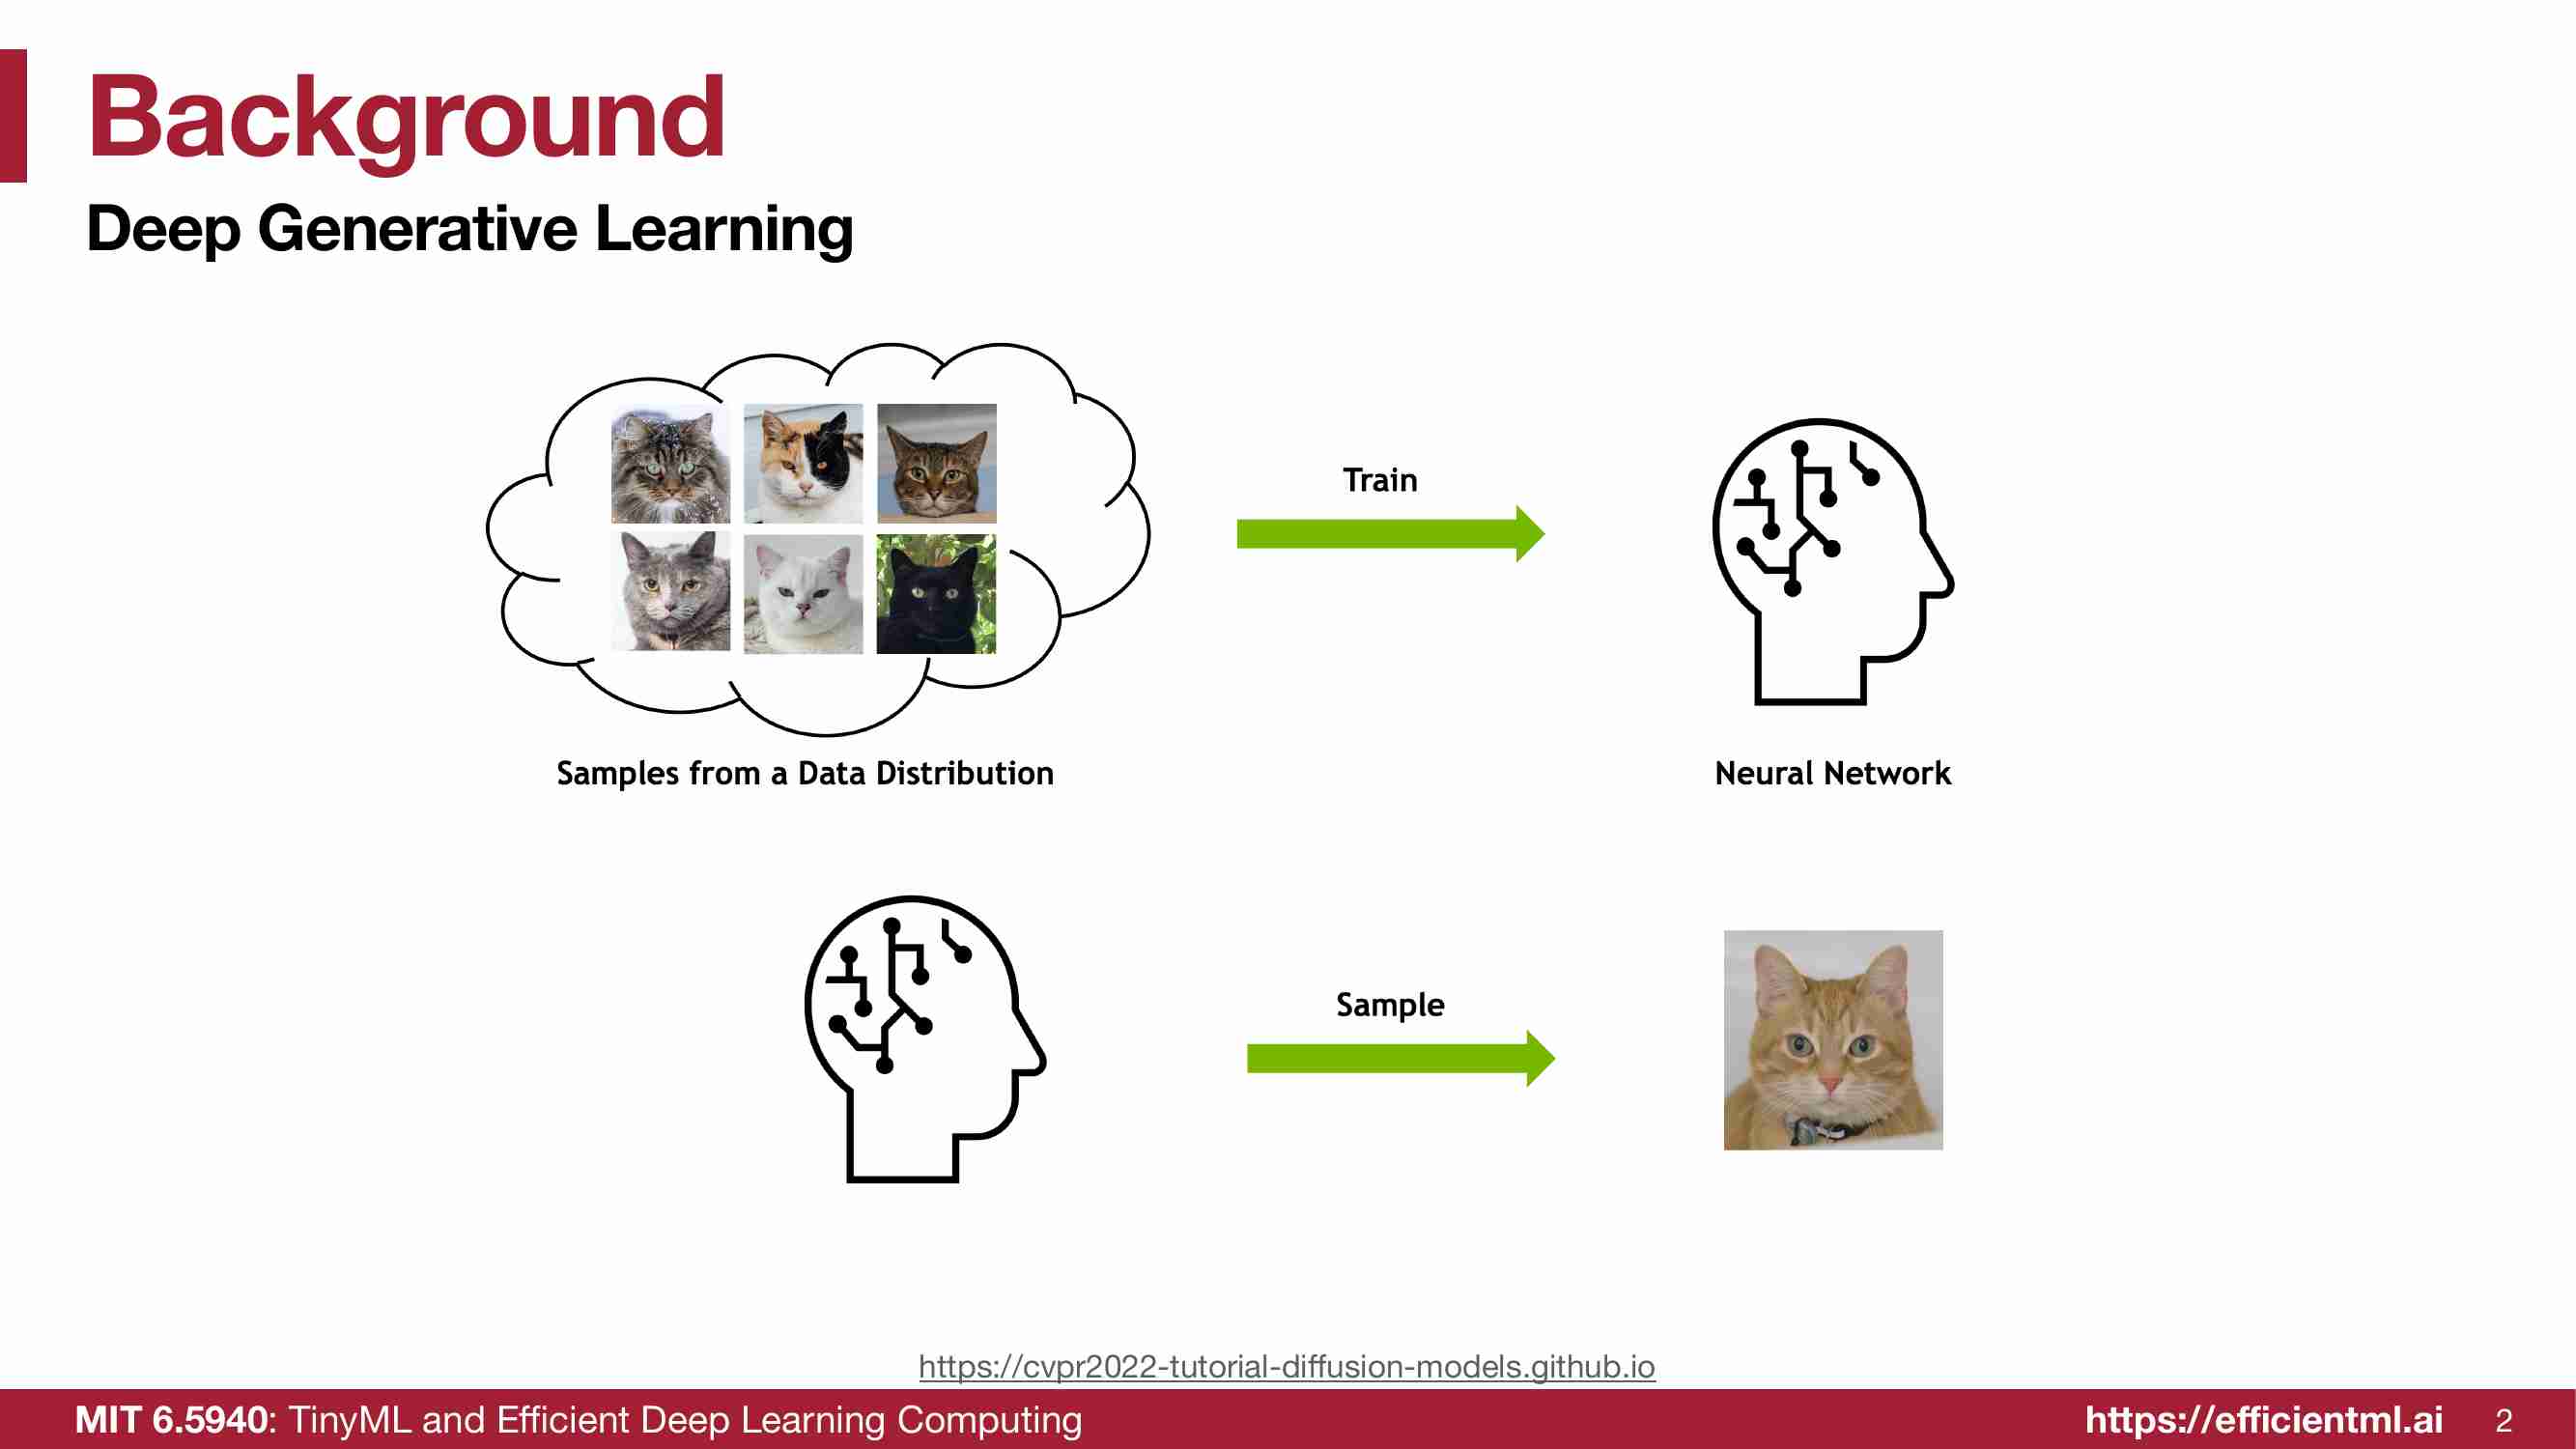 Background
Deep Generative Learning
Train
Samples from a Data Distribution
Neural Network
Sample
https://cvpr2022-tutorial-diffusion-models.github.io
MIT 6.5940: TinyML and Efficient Deep Learning Computing
https://efficientml.ai
2